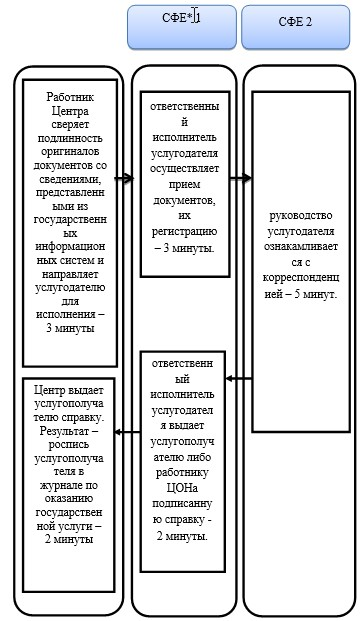 СФЕ* 1
СФЕ 2
Работник
Центра
сверяет
подлинность
оригиналов
документов со
сведениями,
представленн
ыми из
государственн
ых
информацион
ных систем и
направляет
услугодателю
для
исполнения –
3 минуты
ответственны
й
исполнитель
услугодателя
осуществляет
прием
документов,
их
регистрацию
– 3 минуты.
руководство
услугодателя
ознакамливает
ся с
корреспонденц
ией – 5 минут.
ответственн
ый
исполнитель
услугодател
я выдает
услугополуч
ателю либо
работнику
ЦОНа
подписанну
ю справку -
2 минуты.
Центр выдает
услугополуча
телю справку.
Результат –
роспись
услугополуча
теля в
журнале по
оказанию
государствен
ной услуги –
2 минуты